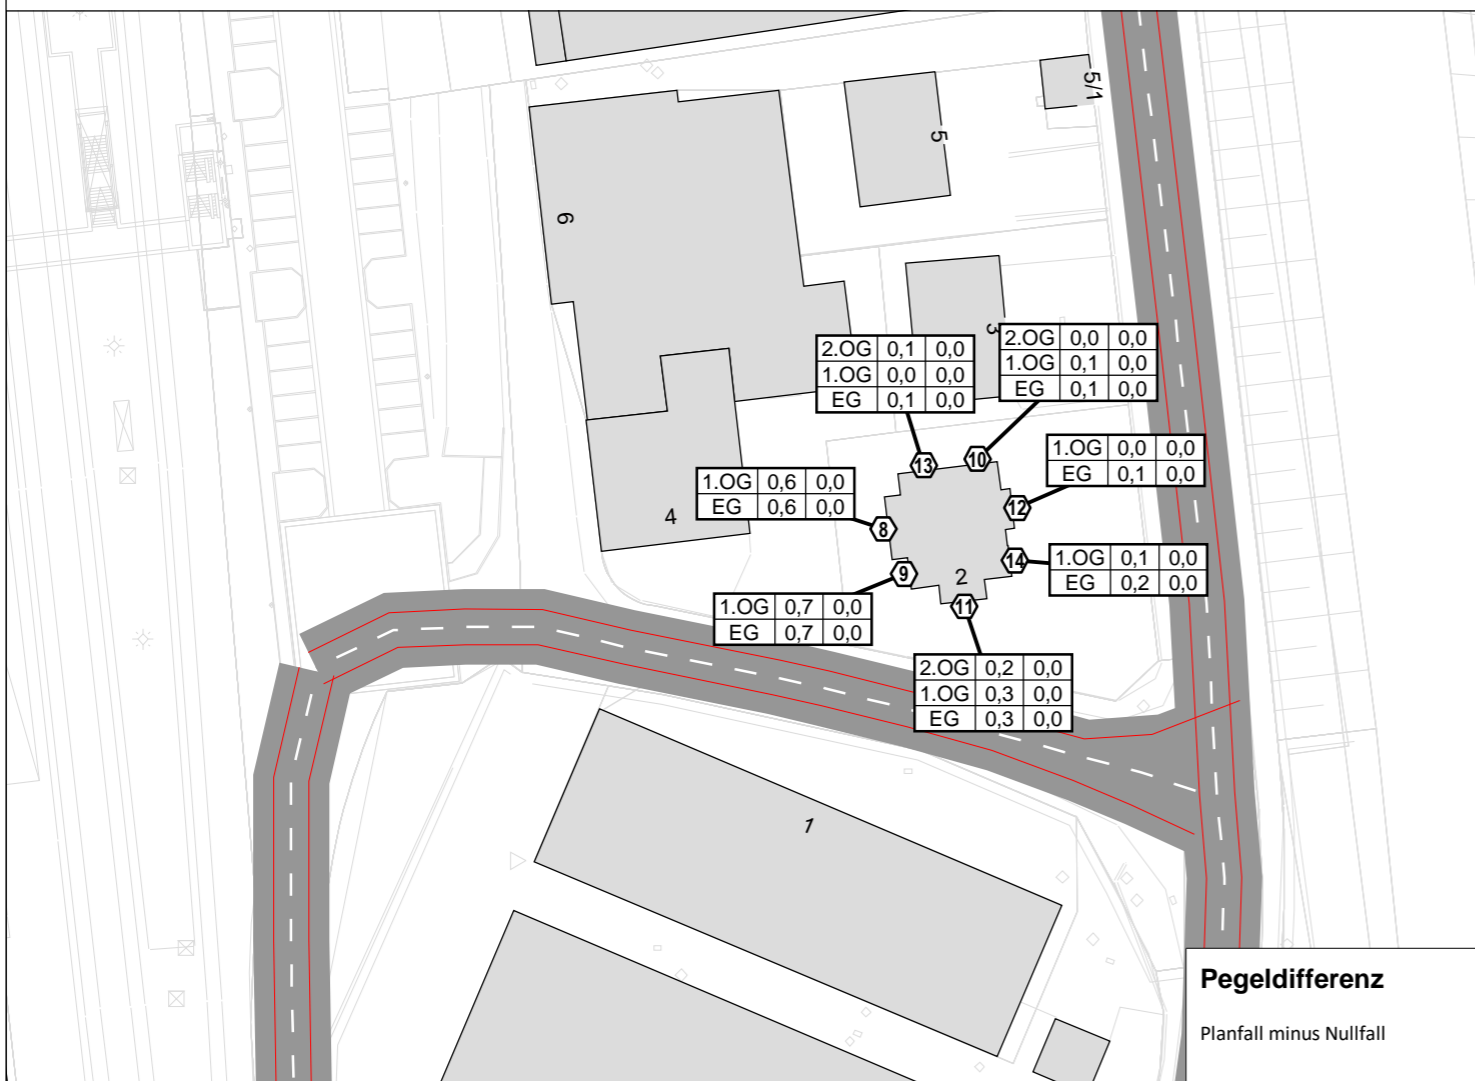 5/1
5
6
3
2.OG 0,1 0,0
1.OG 0,0 0,0
EG 0,1 0,0
2.OG 0,0 0,0
1.OG 0,1 0,0
EG 0,1 0,0
13
10
1.OG 0,0 0,0
EG 0,1 0,0
1.OG 0,6 0,0
EG 0,6 0,0
12
4
8
1.OG 0,1 0,0
EG 0,2 0,0
14
9
2
1.OG 0,7 0,0
EG 0,7 0,0
11
2.OG 0,2 0,0
1.OG 0,3 0,0
EG 0,3 0,0
1
Pegeldifferenz
Planfall minus Nullfall